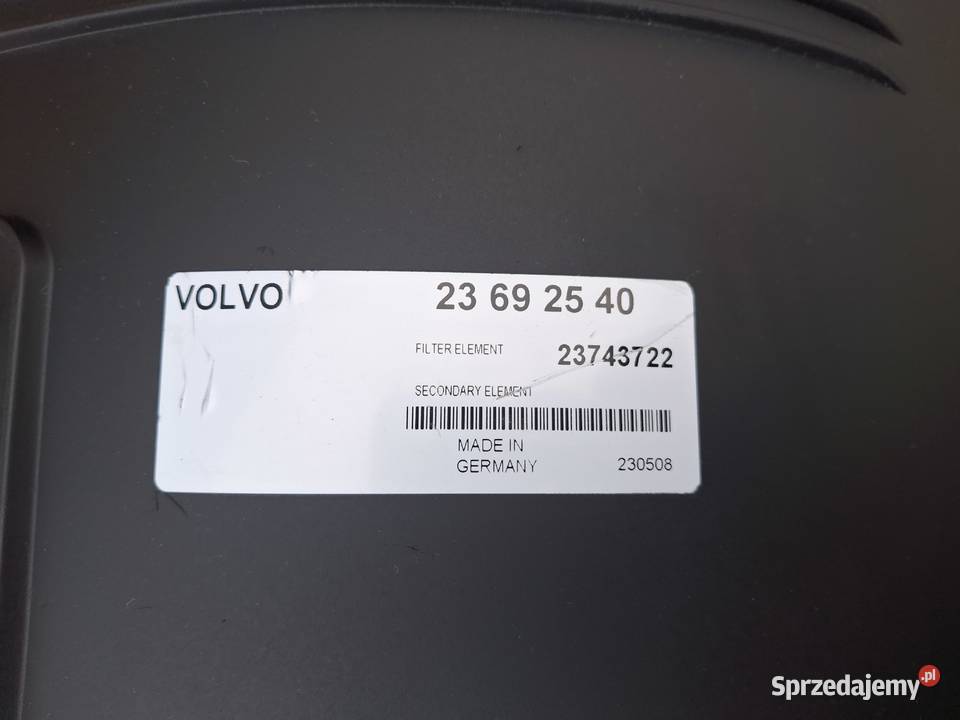 VOLVO 23 69 25 40
FILTER ELEMENT 23743722
SECONDARY ELEMENT
MADE IN
GERMANY 230508
Sprzedajemy.pl